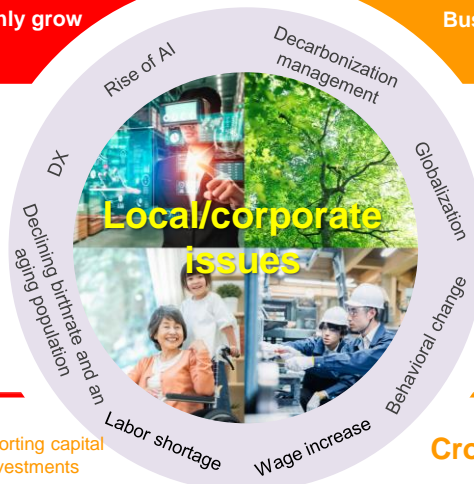 nly grow
Bus
Rise of AI
Decarbonization
management
DX
Globalization
Local/corporate
issues
Declining birthrate and an
aging population
Behavioral change
Labor shortage
Wage increase
orting capital
vestments
Cro